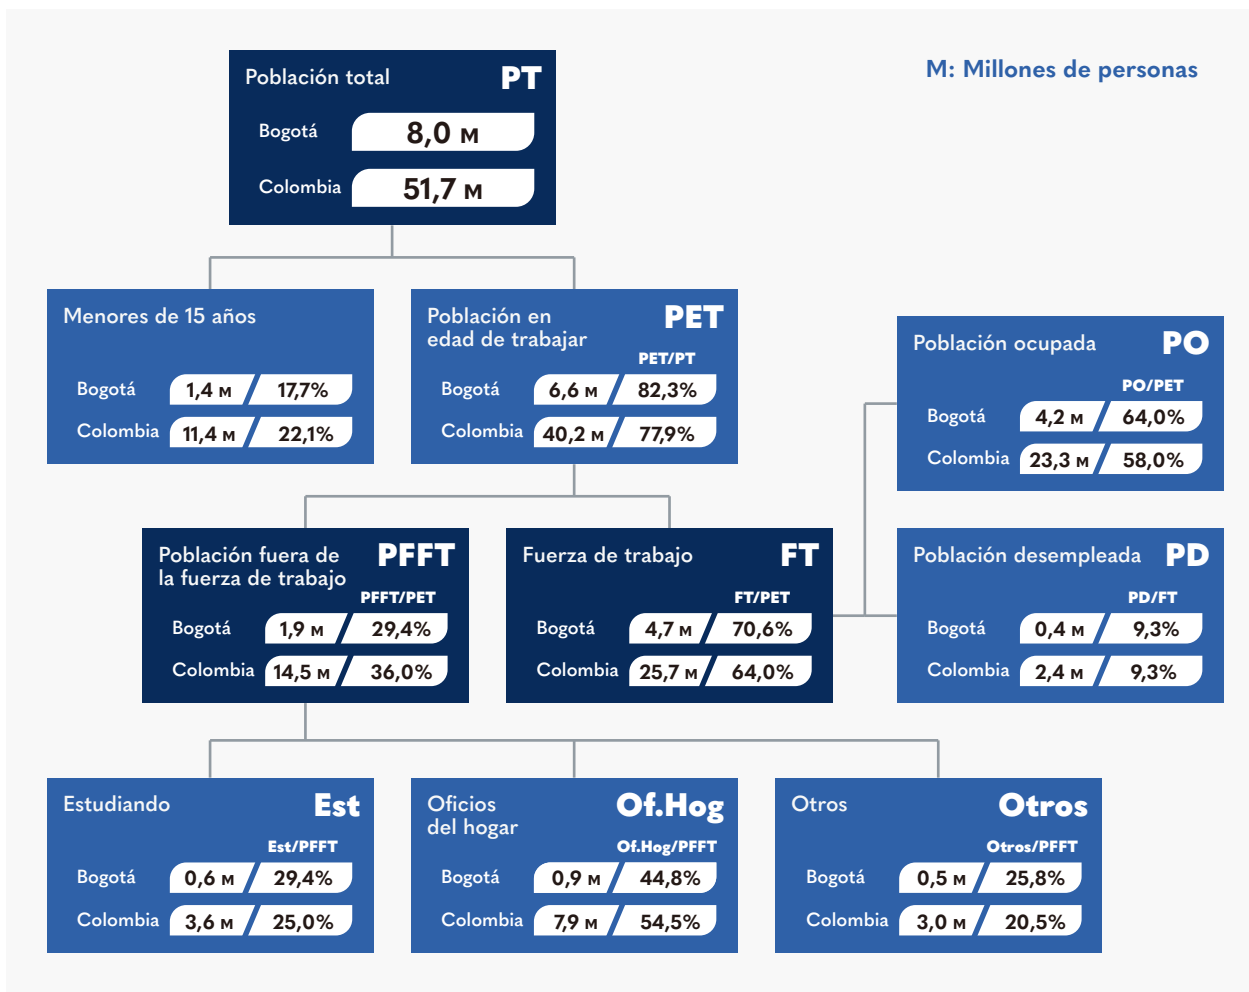 Población total PT
M: Millones de personas
Bogotá 8,0 M
Colombia 51,7 M
Menores de 15 años
Bogotá 1,4 M 17,7%
Colombia 11,4 M 22,1%
Población en
edad de trabajar PET
PET/PT
Bogotá 6,6 M 82,3%
Colombia 40,2 M 77,9%
Población ocupada PO
PO/PET
Bogotá 4,2 M 64,0%
Colombia 23,3 M 58,0%
Población fuera de
la fuerza de trabajo PFFT
PFFT/PET
Bogotá 1,9 M 29,4%
Colombia 14,5 M 36,0%
Fuerza de trabajo FT
FT/PET
Bogotá 4,7 M 70,6%
Colombia 25,7 M 64,0%
Población desempleada PD
PD/FT
Bogotá 0,4 M 9,3%
Colombia 2,4 M 9,3%
Estudiando Est
Est/PFFT
Bogotá 0,6 M 29,4%
Colombia 3,6 M 25,0%
Oficios
del hogar Of.Hog
Of.Hog/PFFT
Bogotá 0,9 M 44,8%
Colombia 7,9 M 54,5%
Otros Otros
Otros/PFFT
Bogotá 0,5 M 25,8%
Colombia 3,0 M 20,5%